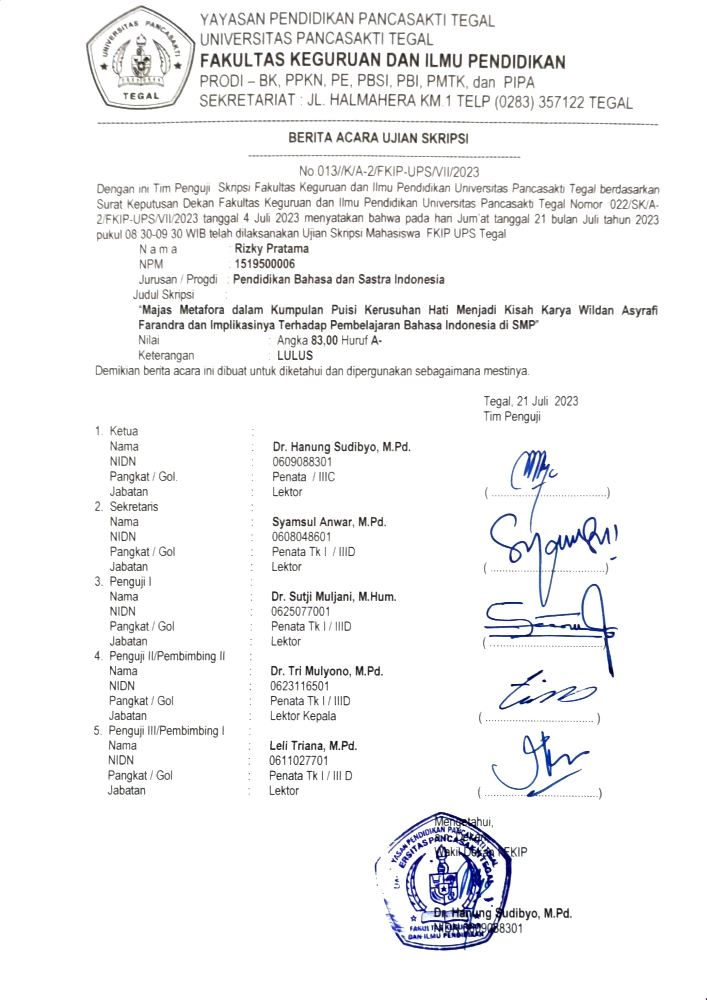 UNIVERSITAS PANCASAKTI
TEGAL
YAYASAN PENDIDIKAN PANCASAKTI TEGAL
UNIVERSITAS PANCASAKTI TEGAL
FAKULTAS KEGURUAN DAN ILMU PENDIDIKAN
PRODI – BK, PPKN, PE, PBSI, PBI, PMTK, dan PIPA
SEKRETARIAT : JL. HALMAHERA KM.1 TELP (0283) 357122 TEGAL
BERITA ACARA UJIAN SKRIPSI
No.013//K/A-2/FKIP-UPS/VII/2023
Dengan ini Tim Penguji Skripsi Fakultas Keguruan dan Ilmu Pendidikan Universitas Pancasakti Tegal berdasarkan
Surat Keputusan Dekan Fakultas Keguruan dan Ilmu Pendidikan Universitas Pancasakti Tegal Nomor 022/SK/A-
2/FKIP-UPS/VII/2023 tanggal 4 Juli 2023 menyatakan bahwa pada hari Jum'at tanggal 21 bulan Juli tahun 2023
pukul 08.30-09.30 WIB telah dilaksanakan Ujian Skripsi Mahasiswa FKIP UPS Tegal :
N a m a : Rizky Pratama
NPM : 1519500006
Jurusan / Progdi : Pendidikan Bahasa dan Sastra Indonesia
Judul Skripsi :
"Majas Metafora dalam Kumpulan Puisi Kerusuhan Hati Menjadi Kisah Karya Wildan Asyrafi
Farandra dan Implikasinya Terhadap Pembelajaran Bahasa Indonesia di SMP"
Nilai : Angka 83,00 Huruf A-
Keterangan : LULUS
Demikian berita acara ini dibuat untuk diketahui dan dipergunakan sebagaimana mestinya.
Tegal, 21 Juli 2023
Tim Penguji
1. Ketua :
Nama : Dr. Hanung Sudibyo, M.Pd.
NIDN : 0609088301
Pangkat / Gol. : Penata / IIIC
Jabatan : Lektor (....................................)
2. Sekretaris :
Nama : Syamsul Anwar, M.Pd.
NIDN : 0608048601
Pangkat / Gol : Penata Tk I / IIID
Jabatan : Lektor (....................................)
3. Penguji I :
Nama : Dr. Sutji Muljani, M.Hum.
NIDN : 0625077001
Pangkat / Gol : Penata Tk I / IIID
Jabatan : Lektor (....................................)
4. Penguji II/Pembimbing II :
Nama : Dr. Tri Mulyono, M.Pd.
NIDN : 0623116501
Pangkat / Gol : Penata Tk I / IIID
Jabatan : Lektor Kepala (....................................)
5. Penguji III/Pembimbing I :
Nama : Leli Triana, M.Pd.
NIDN : 0611027701
Pangkat / Gol : Penata Tk I / III D
Jabatan : Lektor (....................................)
Mengetahui,
a.n. Dekan
Wakil Dekan I FKIP
YASAN PENDIDIKAN PANCASAKTI TEGAL
ERSITAS PANCASAKTI TEGAL
Dr. Hanung Sudibyo, M.Pd.
NIDN 0609088301
FAKULTAS KEGURUAN
DAN ILMU PENDIDIKAN